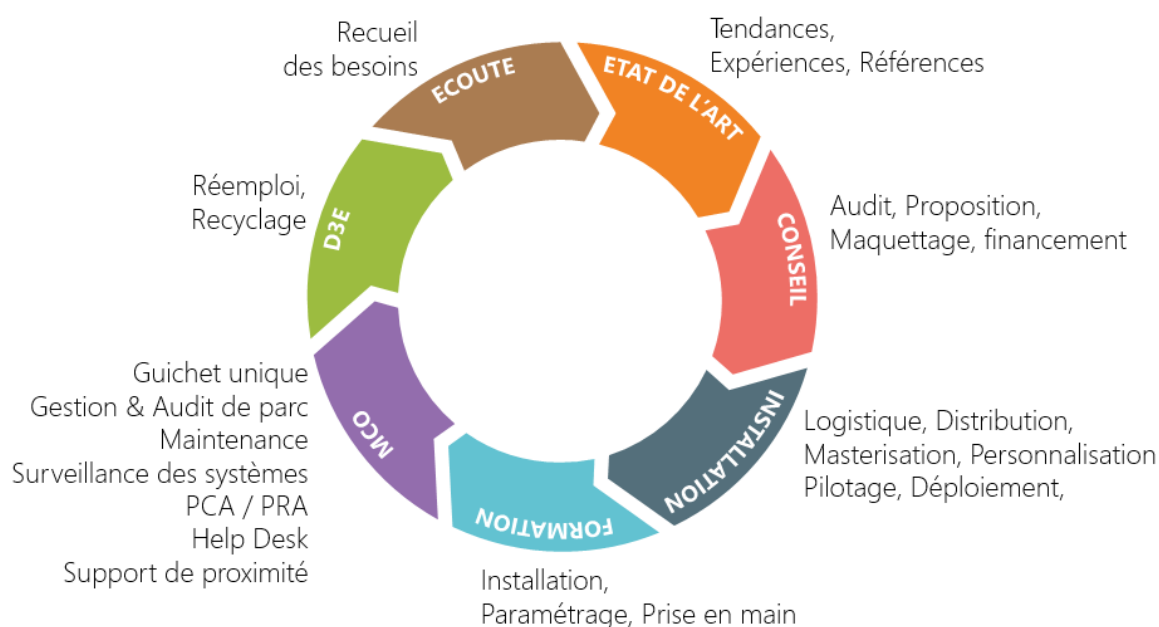 Recueil
des besoins
ECOUTE
Tendances,
Expériences, Références
ETAT DE L'ART
Audit, Proposition,
Maquettage, financement
CONSEIL
Logistique, Distribution,
Masterisation, Personnalisation
Pilotage, Déploiement,
INSTALLATION
Installation,
Paramétrage, Prise en main
FORMATION
Guichet unique
Gestion & Audit de parc
Maintenance
Surveillance des systèmes
PCA / PRA
Help Desk
Support de proximité
MCO
Réemploi,
Recyclage
D3E